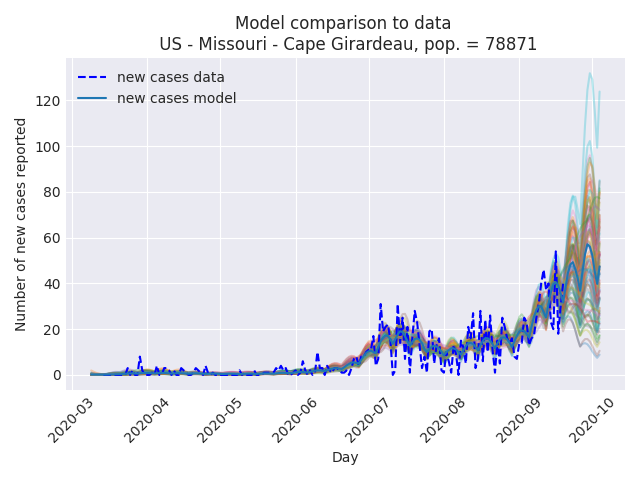 Model comparison to data
US - Missouri - Cape Girardeau, pop. = 78871
new cases data
new cases model
Number of new cases reported
120
100
80
60
40
20
0
2020-03
2020-04
2020-05
2020-06
2020-07
2020-08
2020-09
2020-10
Day